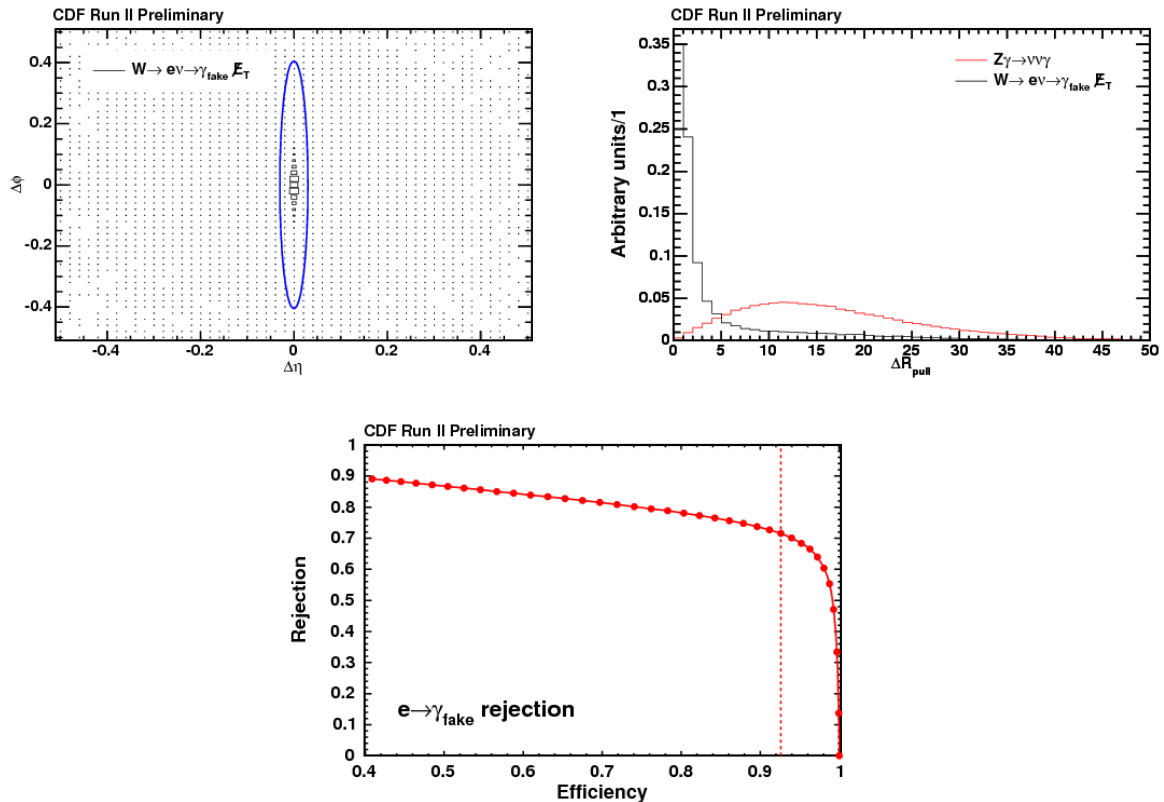 CDF Run II Preliminary
W→ eν→γfake E̸T
0.4
0.2
0
-0.2
-0.4
Δϕ
-0.4 -0.2 0 0.2 0.4
Δη
CDF Run II Preliminary
Zγ→ννγ
W→ eν→γfake E̸T
0.35
0.3
0.25
0.2
0.15
0.1
0.05
0
Arbitrary units/1
0 5 10 15 20 25 30 35 40 45 50
ΔRpull
CDF Run II Preliminary
1
0.9
0.8
0.7
0.6
0.5
0.4
0.3
0.2
0.1
0
Rejection
e→γfake rejection
0.4 0.5 0.6 0.7 0.8 0.9 1
Efficiency